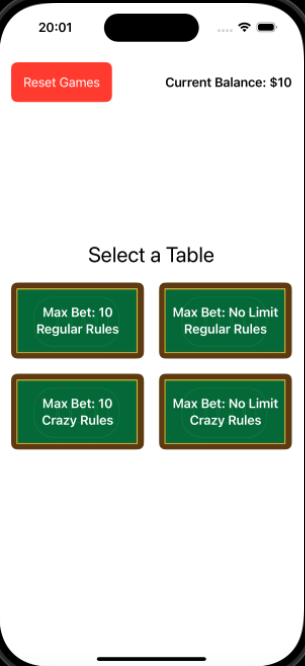 20:01
Reset Games
Current Balance: $10
Select a Table
Max Bet: 10
Regular Rules
Max Bet: No Limit
Regular Rules
Max Bet: 10
Crazy Rules
Max Bet: No Limit
Crazy Rules